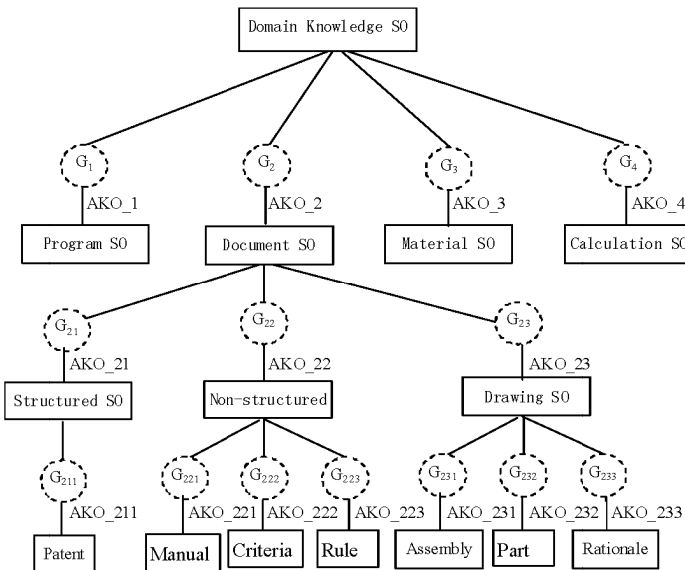 Domain Knowledge SO
G1 G2 G3 G4
AKO_1 AKO_2 AKO_3 AKO_4
Program SO Document SO Material SO Calculation SO
G21 G22 G23
AKO_21 AKO_22 AKO_23
Structured SO Non-structured Drawing SO
G211 G221 G222 G223 G231 G232 G233
AKO_211 AKO_221 AKO_222 AKO_223 AKO_231 AKO_232 AKO_233
Patent Manual Criteria Rule Assembly Part Rationale